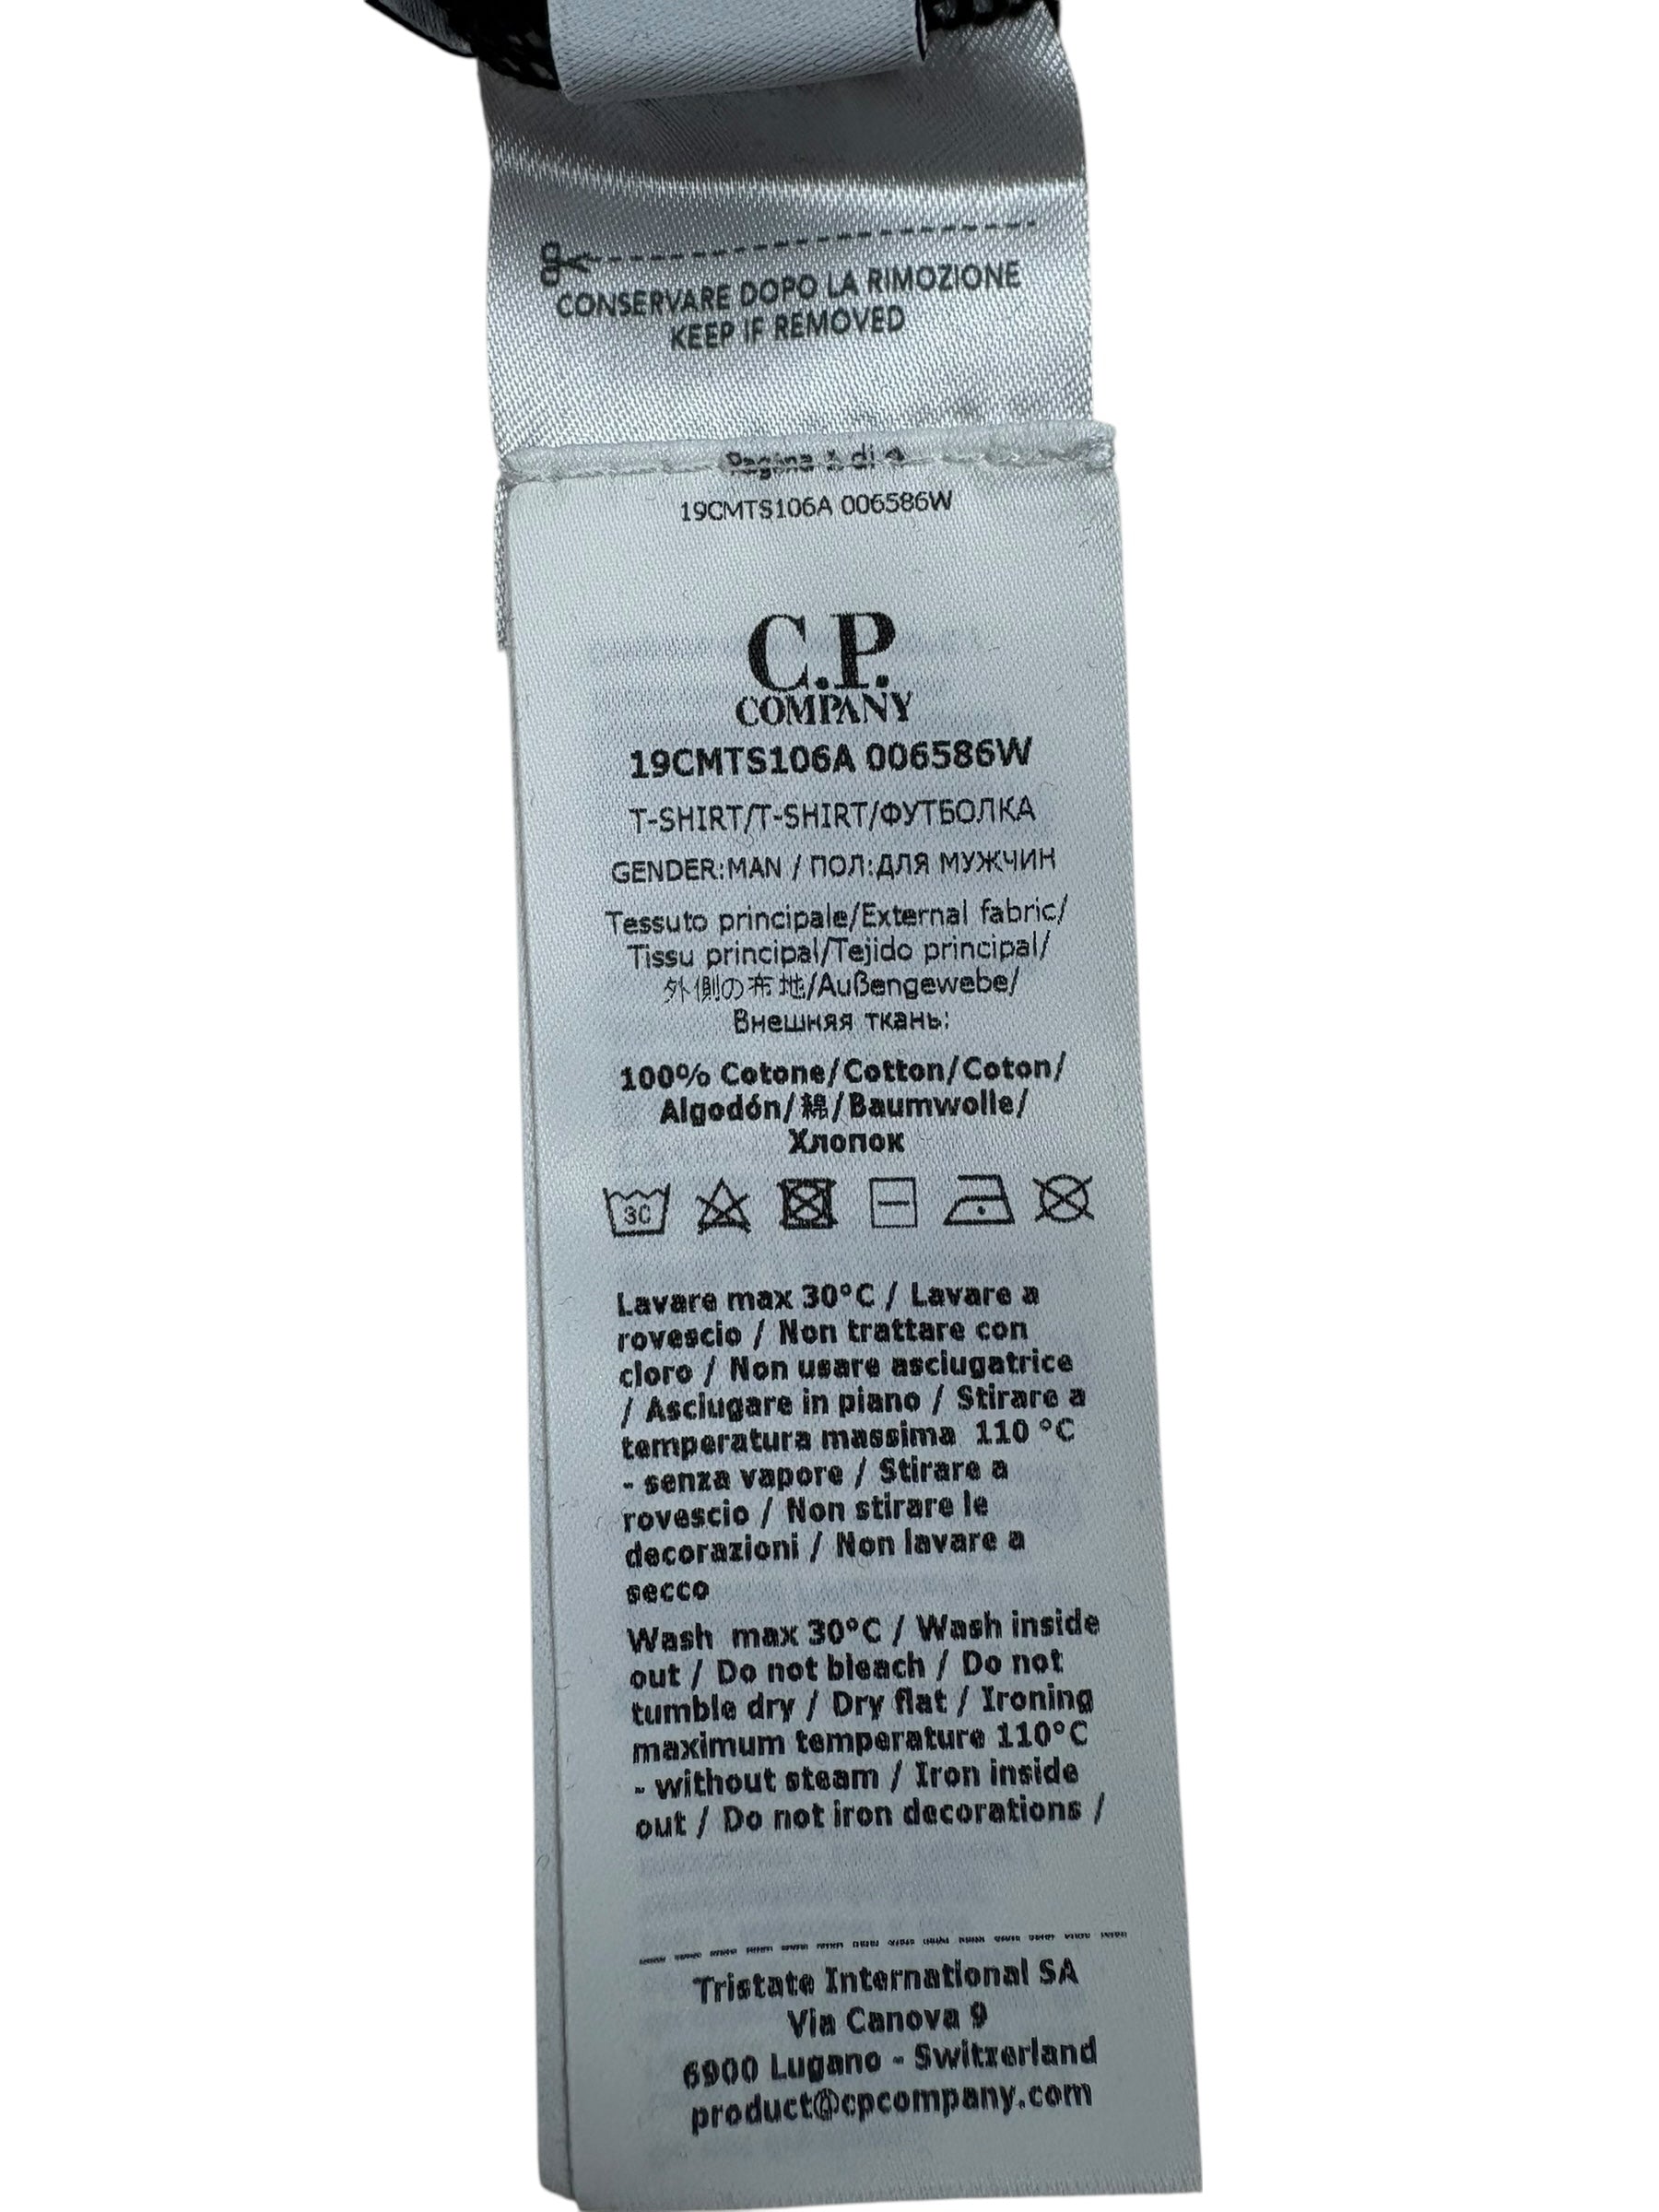 CONSERVARE DOPO LA RIMOZIONE
KEEP IF REMOVED
Pagina di 4
19CMTS106A 006586W
C.P.
COMPANY
19CMTS106A 006586W
T-SHIRT/T-SHIRT/ФУТБОЛКА
GENDER:MAN / ПОЛ:ДЛЯ МУЖЧИН
Tessuto principale/External fabric/
Tissu principal/Tejido principal/
外側の布地/Außengewebe/
Внешняя ткань:
100% Cotone/Cotton/Coton/
Algodón/綿/Baumwolle/
Хлопок
30
Lavare max 30°C / Lavare a
rovescio / Non trattare con
cloro / Non usare asciugatrice
/ Asciugare in piano / Stirare a
temperatura massima 110 °C
- senza vapore / Stirare a
rovescio / Non stirare le
decorazioni / Non lavare a
secco
Wash max 30°C / Wash inside
out / Do not bleach / Do not
tumble dry / Dry flat / Ironing
maximum temperature 110°C
- without steam / Iron inside
out / Do not iron decorations /
Tristate International SA
Via Canova 9
6900 Lugano - Switzerland
product@cpcompany.com